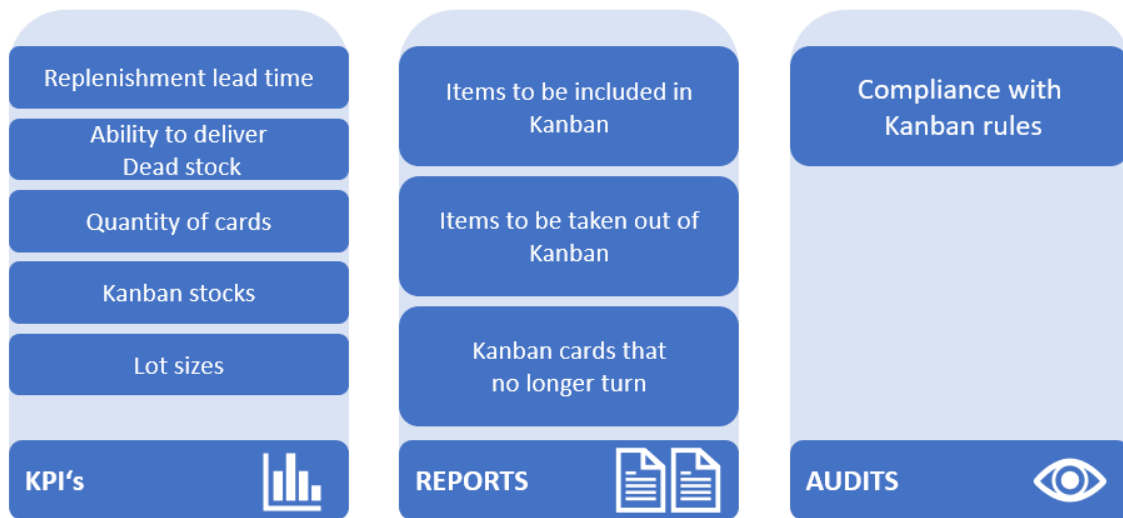 Replenishment lead time
Ability to deliver
Dead stock
Quantity of cards
Kanban stocks
Lot sizes
KPI‘s
Items to be included in
Kanban
Items to be taken out of
Kanban
Kanban cards that
no longer turn
REPORTS
Compliance with
Kanban rules
AUDITS